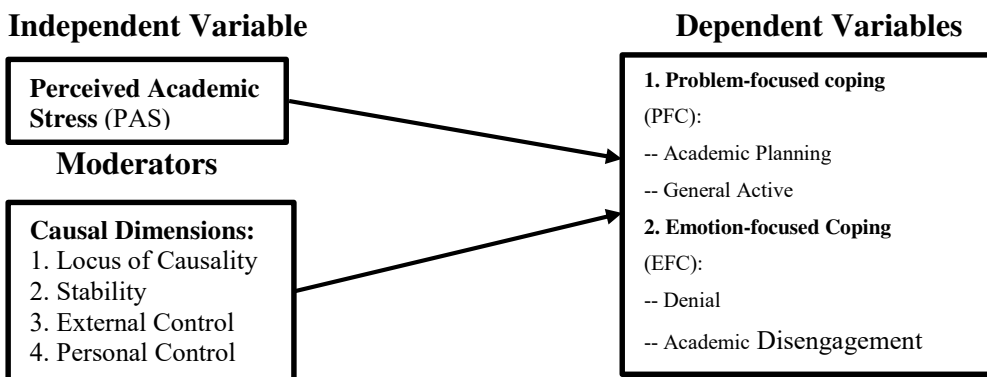 Independent Variable
Perceived Academic
Stress (PAS)
Moderators
Causal Dimensions:
1. Locus of Causality
2. Stability
3. External Control
4. Personal Control
Dependent Variables
1. Problem-focused coping
(PFC):
-- Academic Planning
-- General Active
2. Emotion-focused Coping
(EFC):
-- Denial
-- Academic Disengagement